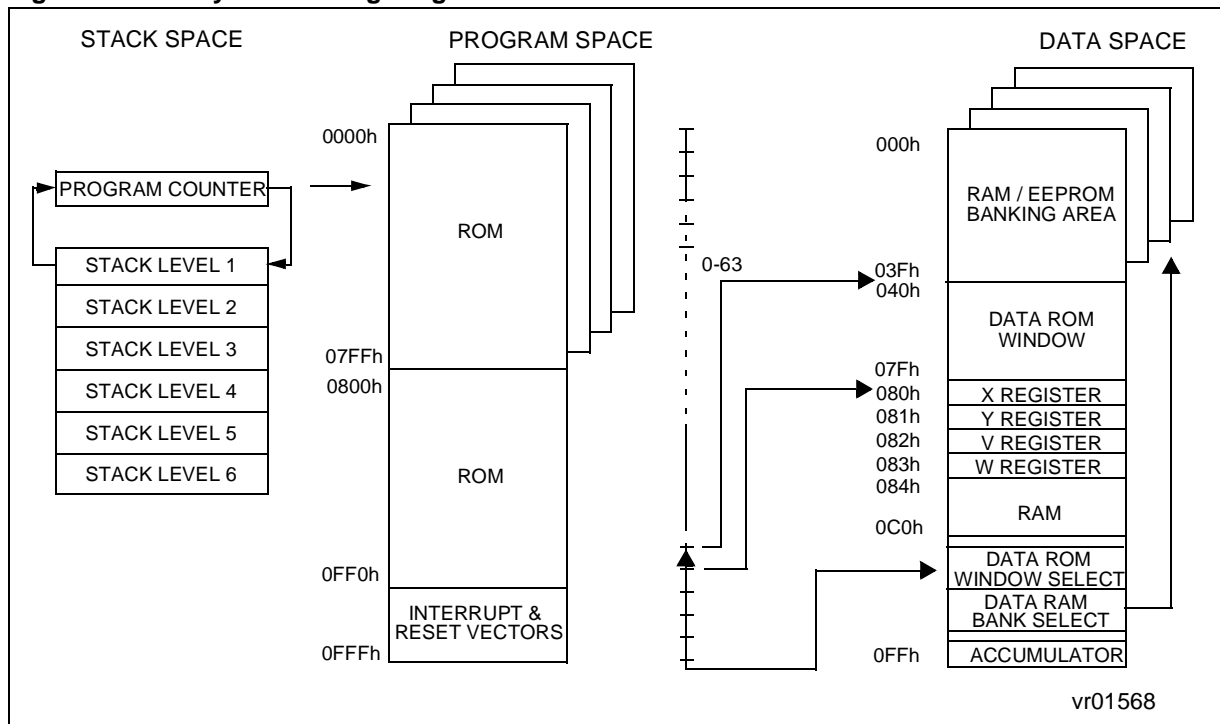 STACK SPACE
PROGRAM COUNTER
STACK LEVEL 1
STACK LEVEL 2
STACK LEVEL 3
STACK LEVEL 4
STACK LEVEL 5
STACK LEVEL 6
PROGRAM SPACE
0000h
ROM
07FFh
0800h
ROM
0FF0h
INTERRUPT &
RESET VECTORS
0FFFh
0-63
DATA SPACE
000h
RAM / EEPROM
BANKING AREA
03Fh
040h
DATA ROM
WINDOW
07Fh
080h
X REGISTER
081h
Y REGISTER
082h
V REGISTER
083h
W REGISTER
084h
RAM
0C0h
DATA ROM
WINDOW SELECT
DATA RAM
BANK SELECT
0FFh
ACCUMULATOR
vr01568